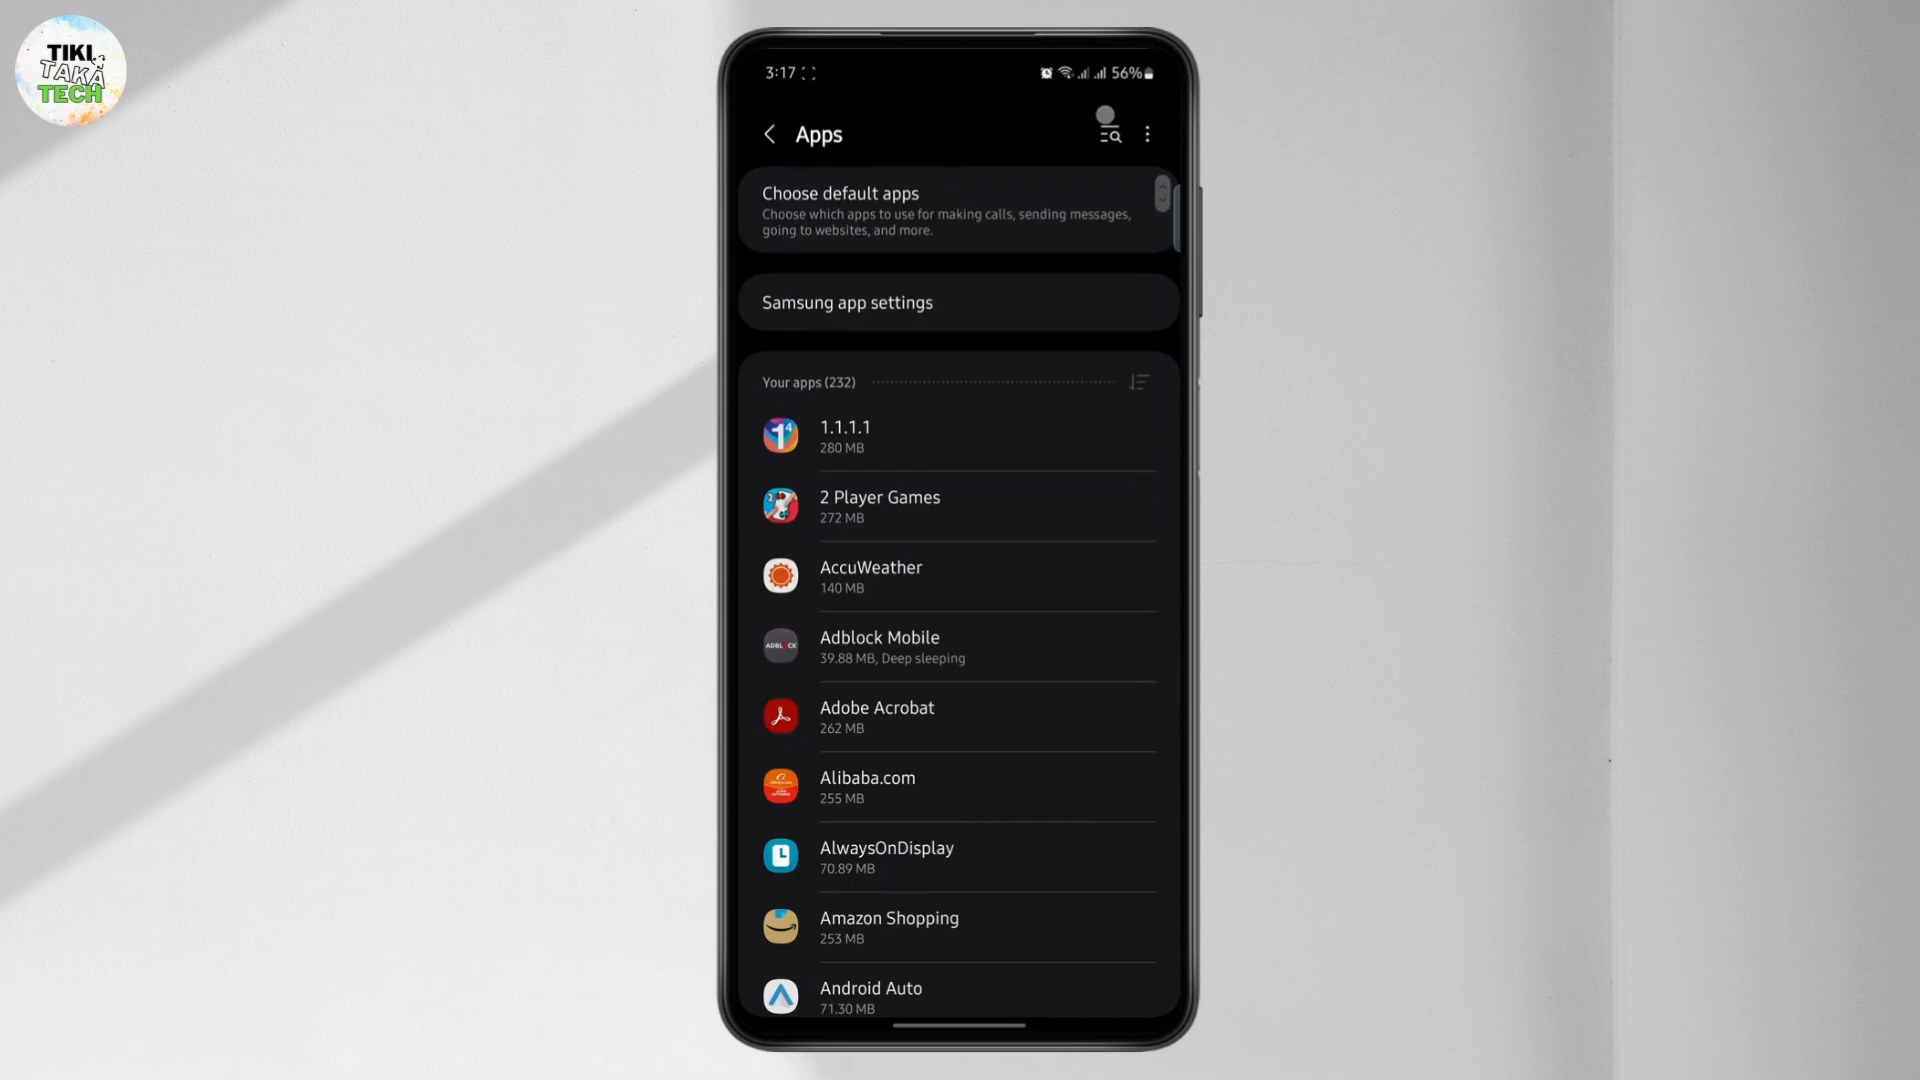 TIKI
TAKA
TECH
3:17
56%
Apps
Choose default apps
Choose which apps to use for making calls, sending messages,
going to websites, and more.
Samsung app settings
Your apps (232)
1.1.1.1
280 MB
2 Player Games
272 MB
AccuWeather
140 MB
ADBLOCK
Adblock Mobile
39.88 MB, Deep sleeping
Adobe Acrobat
262 MB
Alibaba.com
255 MB
AlwaysOnDisplay
70.89 MB
Amazon Shopping
253 MB
Android Auto
71.30 MB